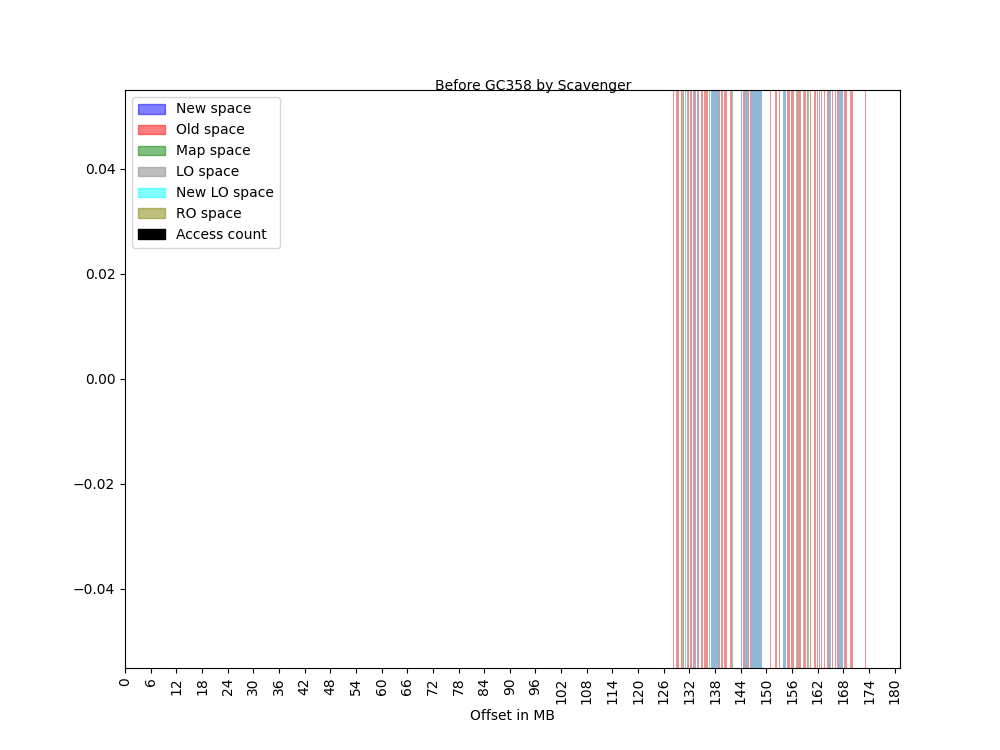 Before GC358 by Scavenger
New space
Old space
Map space
LO space
New LO space
RO space
Access count
0.04
0.02
0.00
−0.02
−0.04
0 6 12 18 24 30 36 42 48 54 60 66 72 78 84 90 96 102 108 114 120 126 132 138 144 150 156 162 168 174 180
Offset in MB